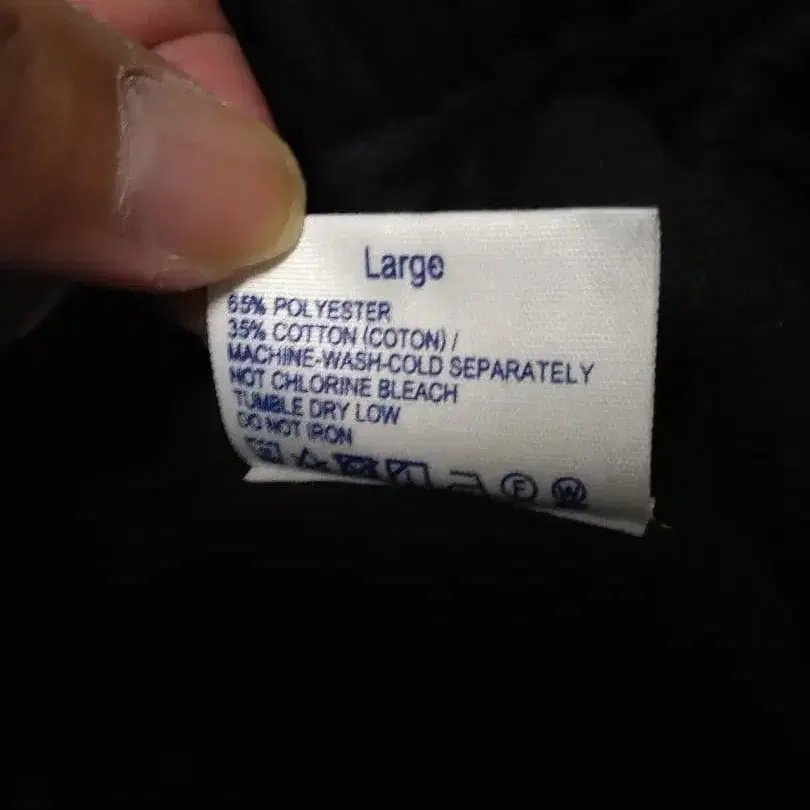 Large
65% POLYESTER
35% COTTON (COTON) /
MACHINE-WASH-COLD SEPARATELY
NOT CHLORINE BLEACH
TUMBLE DRY LOW
DO NOT IRON
F W